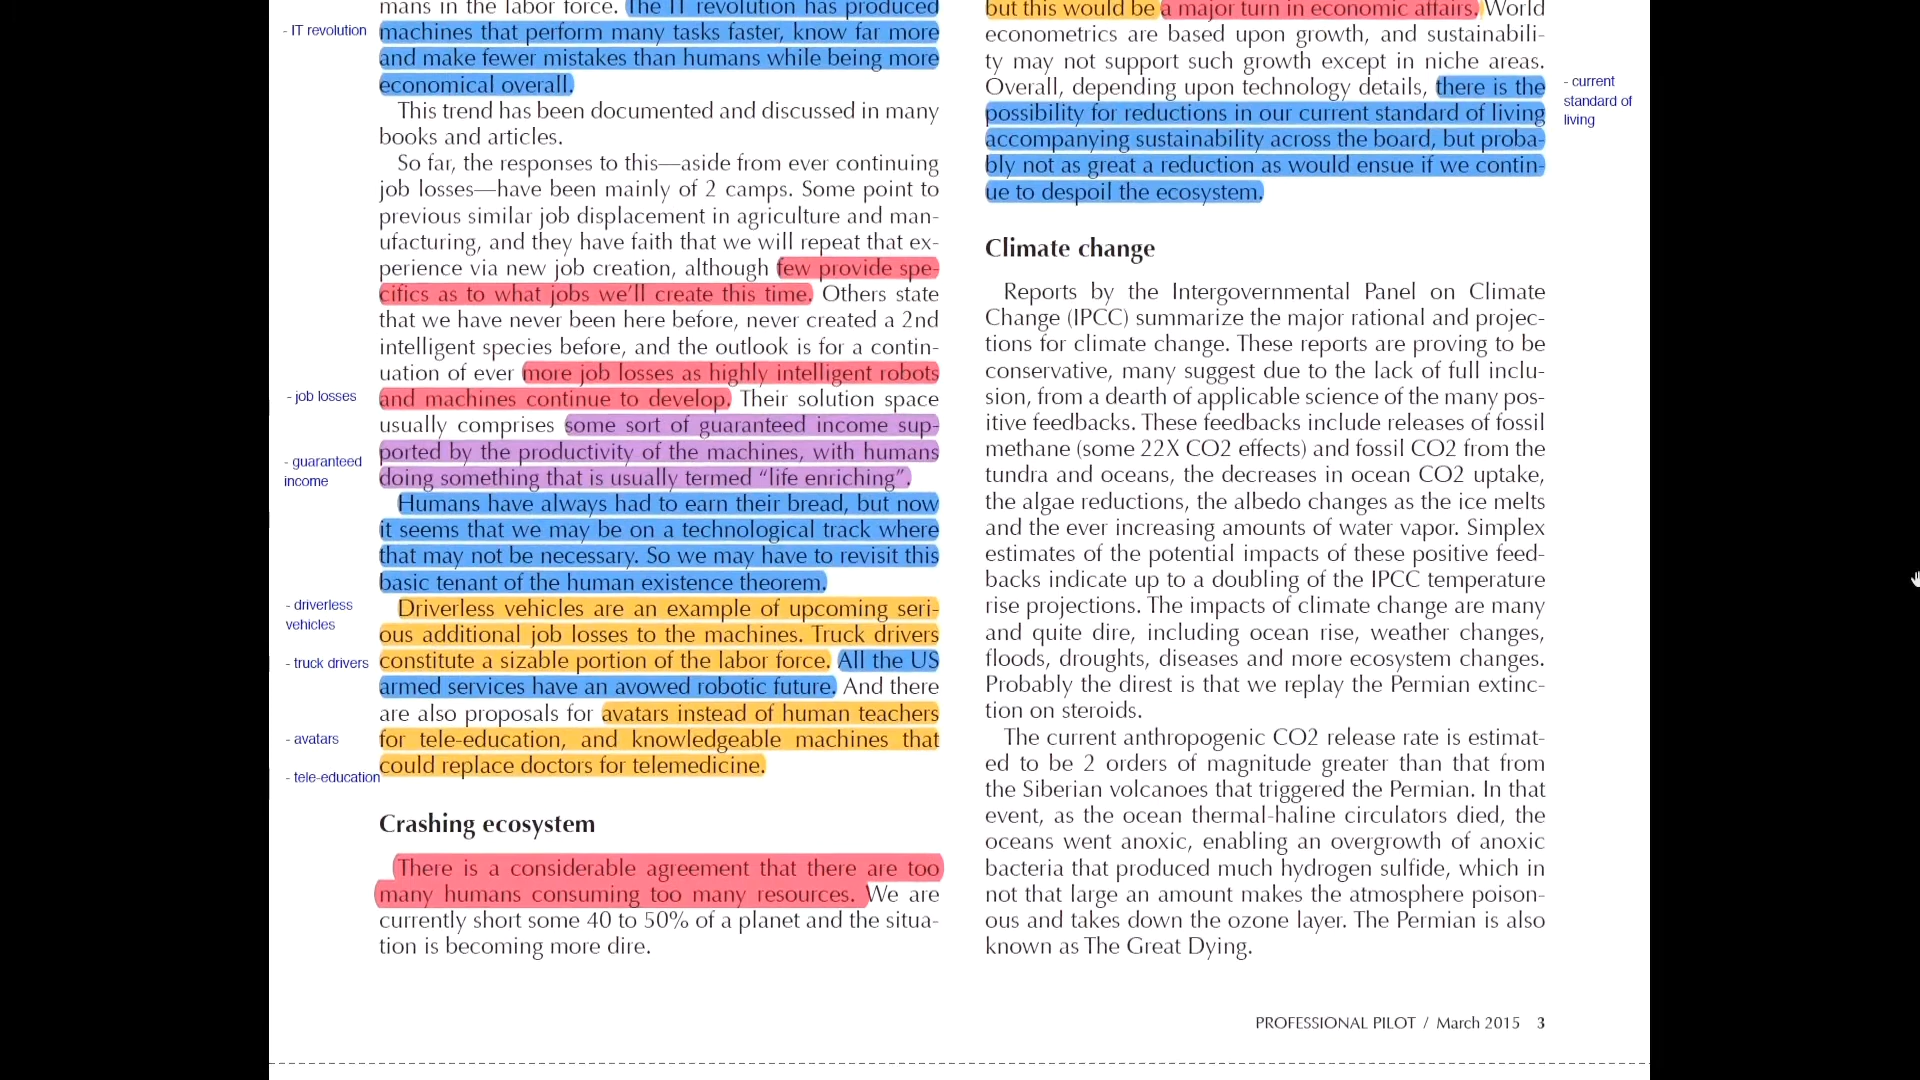 mans in the labor force. The IT revolution has produced
- IT revolution
machines that perform many tasks faster, know far more
and make fewer mistakes than humans while being more
economical overall.
This trend has been documented and discussed in many
books and articles.
So far, the responses to this—aside from ever continuing
job losses—have been mainly of 2 camps. Some point to
previous similar job displacement in agriculture and man-
ufacturing, and they have faith that we will repeat that ex-
perience via new job creation, although few provide spe-
cifics as to what jobs we'll create this time. Others state
that we have never been here before, never created a 2nd
intelligent species before, and the outlook is for a contin-
uation of ever more job losses as highly intelligent robots
- job losses
and machines continue to develop. Their solution space
usually comprises some sort of guaranteed income sup-
ported by the productivity of the machines, with humans
- guaranteed
income
doing something that is usually termed “life enriching”.
Humans have always had to earn their bread, but now
it seems that we may be on a technological track where
that may not be necessary. So we may have to revisit this
basic tenant of the human existence theorem.
- driverless
vehicles
Driverless vehicles are an example of upcoming seri-
ous additional job losses to the machines. Truck drivers
- truck drivers
constitute a sizable portion of the labor force. All the US
armed services have an avowed robotic future. And there
are also proposals for avatars instead of human teachers
- avatars
for tele-education, and knowledgeable machines that
- tele-education
could replace doctors for telemedicine.
Crashing ecosystem
There is a considerable agreement that there are too
many humans consuming too many resources. We are
currently short some 40 to 50% of a planet and the situa-
tion is becoming more dire.
but this would be a major turn in economic affairs. World
econometrics are based upon growth, and sustainabili-
ty may not support such growth except in niche areas.
Overall, depending upon technology details, there is the
- current
standard of
living
possibility for reductions in our current standard of living
accompanying sustainability across the board, but proba-
bly not as great a reduction as would ensue if we contin-
ue to despoil the ecosystem.
Climate change
Reports by the Intergovernmental Panel on Climate
Change (IPCC) summarize the major rational and projec-
tions for climate change. These reports are proving to be
conservative, many suggest due to the lack of full inclu-
sion, from a dearth of applicable science of the many pos-
itive feedbacks. These feedbacks include releases of fossil
methane (some 22X CO2 effects) and fossil CO2 from the
tundra and oceans, the decreases in ocean CO2 uptake,
the algae reductions, the albedo changes as the ice melts
and the ever increasing amounts of water vapor. Simplex
estimates of the potential impacts of these positive feed-
backs indicate up to a doubling of the IPCC temperature
rise projections. The impacts of climate change are many
and quite dire, including ocean rise, weather changes,
floods, droughts, diseases and more ecosystem changes.
Probably the direst is that we replay the Permian extinc-
tion on steroids.
The current anthropogenic CO2 release rate is estimat-
ed to be 2 orders of magnitude greater than that from
the Siberian volcanoes that triggered the Permian. In that
event, as the ocean thermal-haline circulators died, the
oceans went anoxic, enabling an overgrowth of anoxic
bacteria that produced much hydrogen sulfide, which in
not that large an amount makes the atmosphere poison-
ous and takes down the ozone layer. The Permian is also
known as The Great Dying.
PROFESSIONAL PILOT / March 2015 3